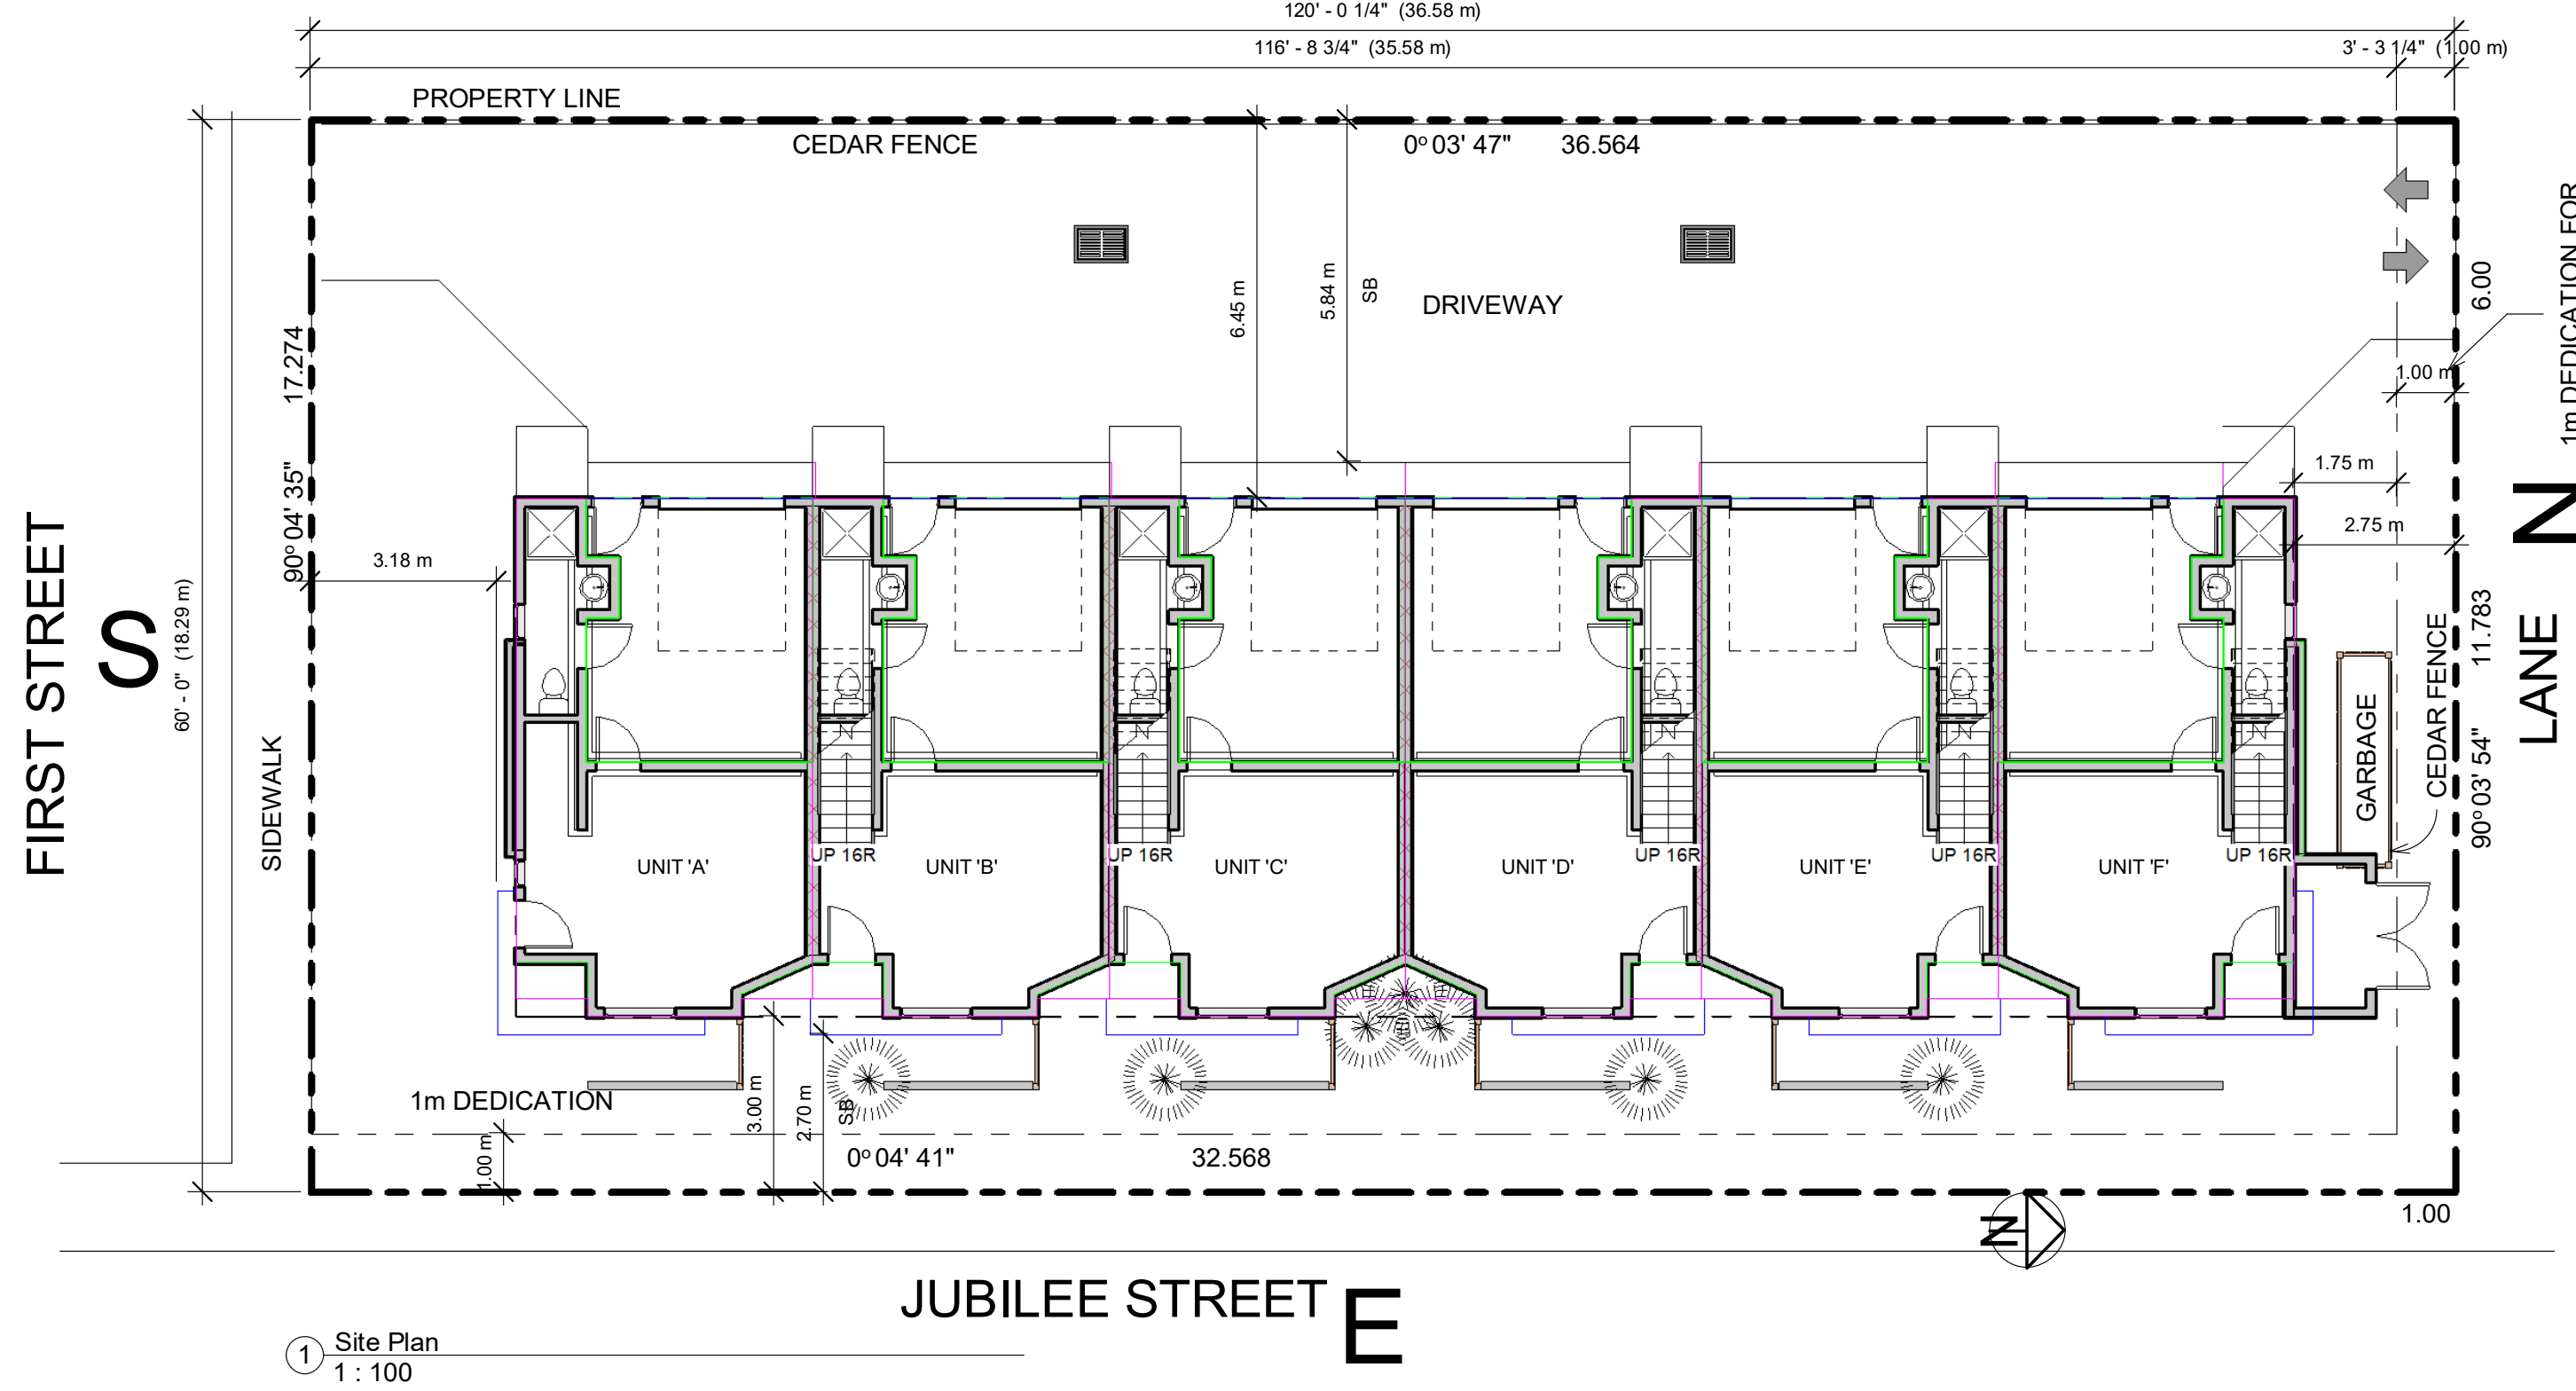 120' - 0 1/4" (36.58 m)
116' - 8 3/4" (35.58 m)
3' - 3 1/4" (1.00 m)
PROPERTY LINE
CEDAR FENCE
0° 03' 47" 36.564
1m DEDICATION FOR
6.00
6.45 m
5.84 m
SB
DRIVEWAY
17.274
1.00 m
1.75 m
90° 04' 35"
2.75 m
N
3.18 m
FIRST STREET
S
60' - 0" (18.29 m)
11.783
LANE
CEDAR FENCE
GARBAGE
SIDEWALK
90° 03' 54"
UP 16R
UP 16R
UP 16R
UP 16R
UP 16R
UNIT 'A'
UNIT 'B'
UNIT 'C'
UNIT 'D'
UNIT 'E'
UNIT 'F'
1m DEDICATION
3.00 m
2.70 m
SB
1.00 m
0° 04' 41" 32.568
1.00
N
JUBILEE STREET
E
1
Site Plan
1 : 100